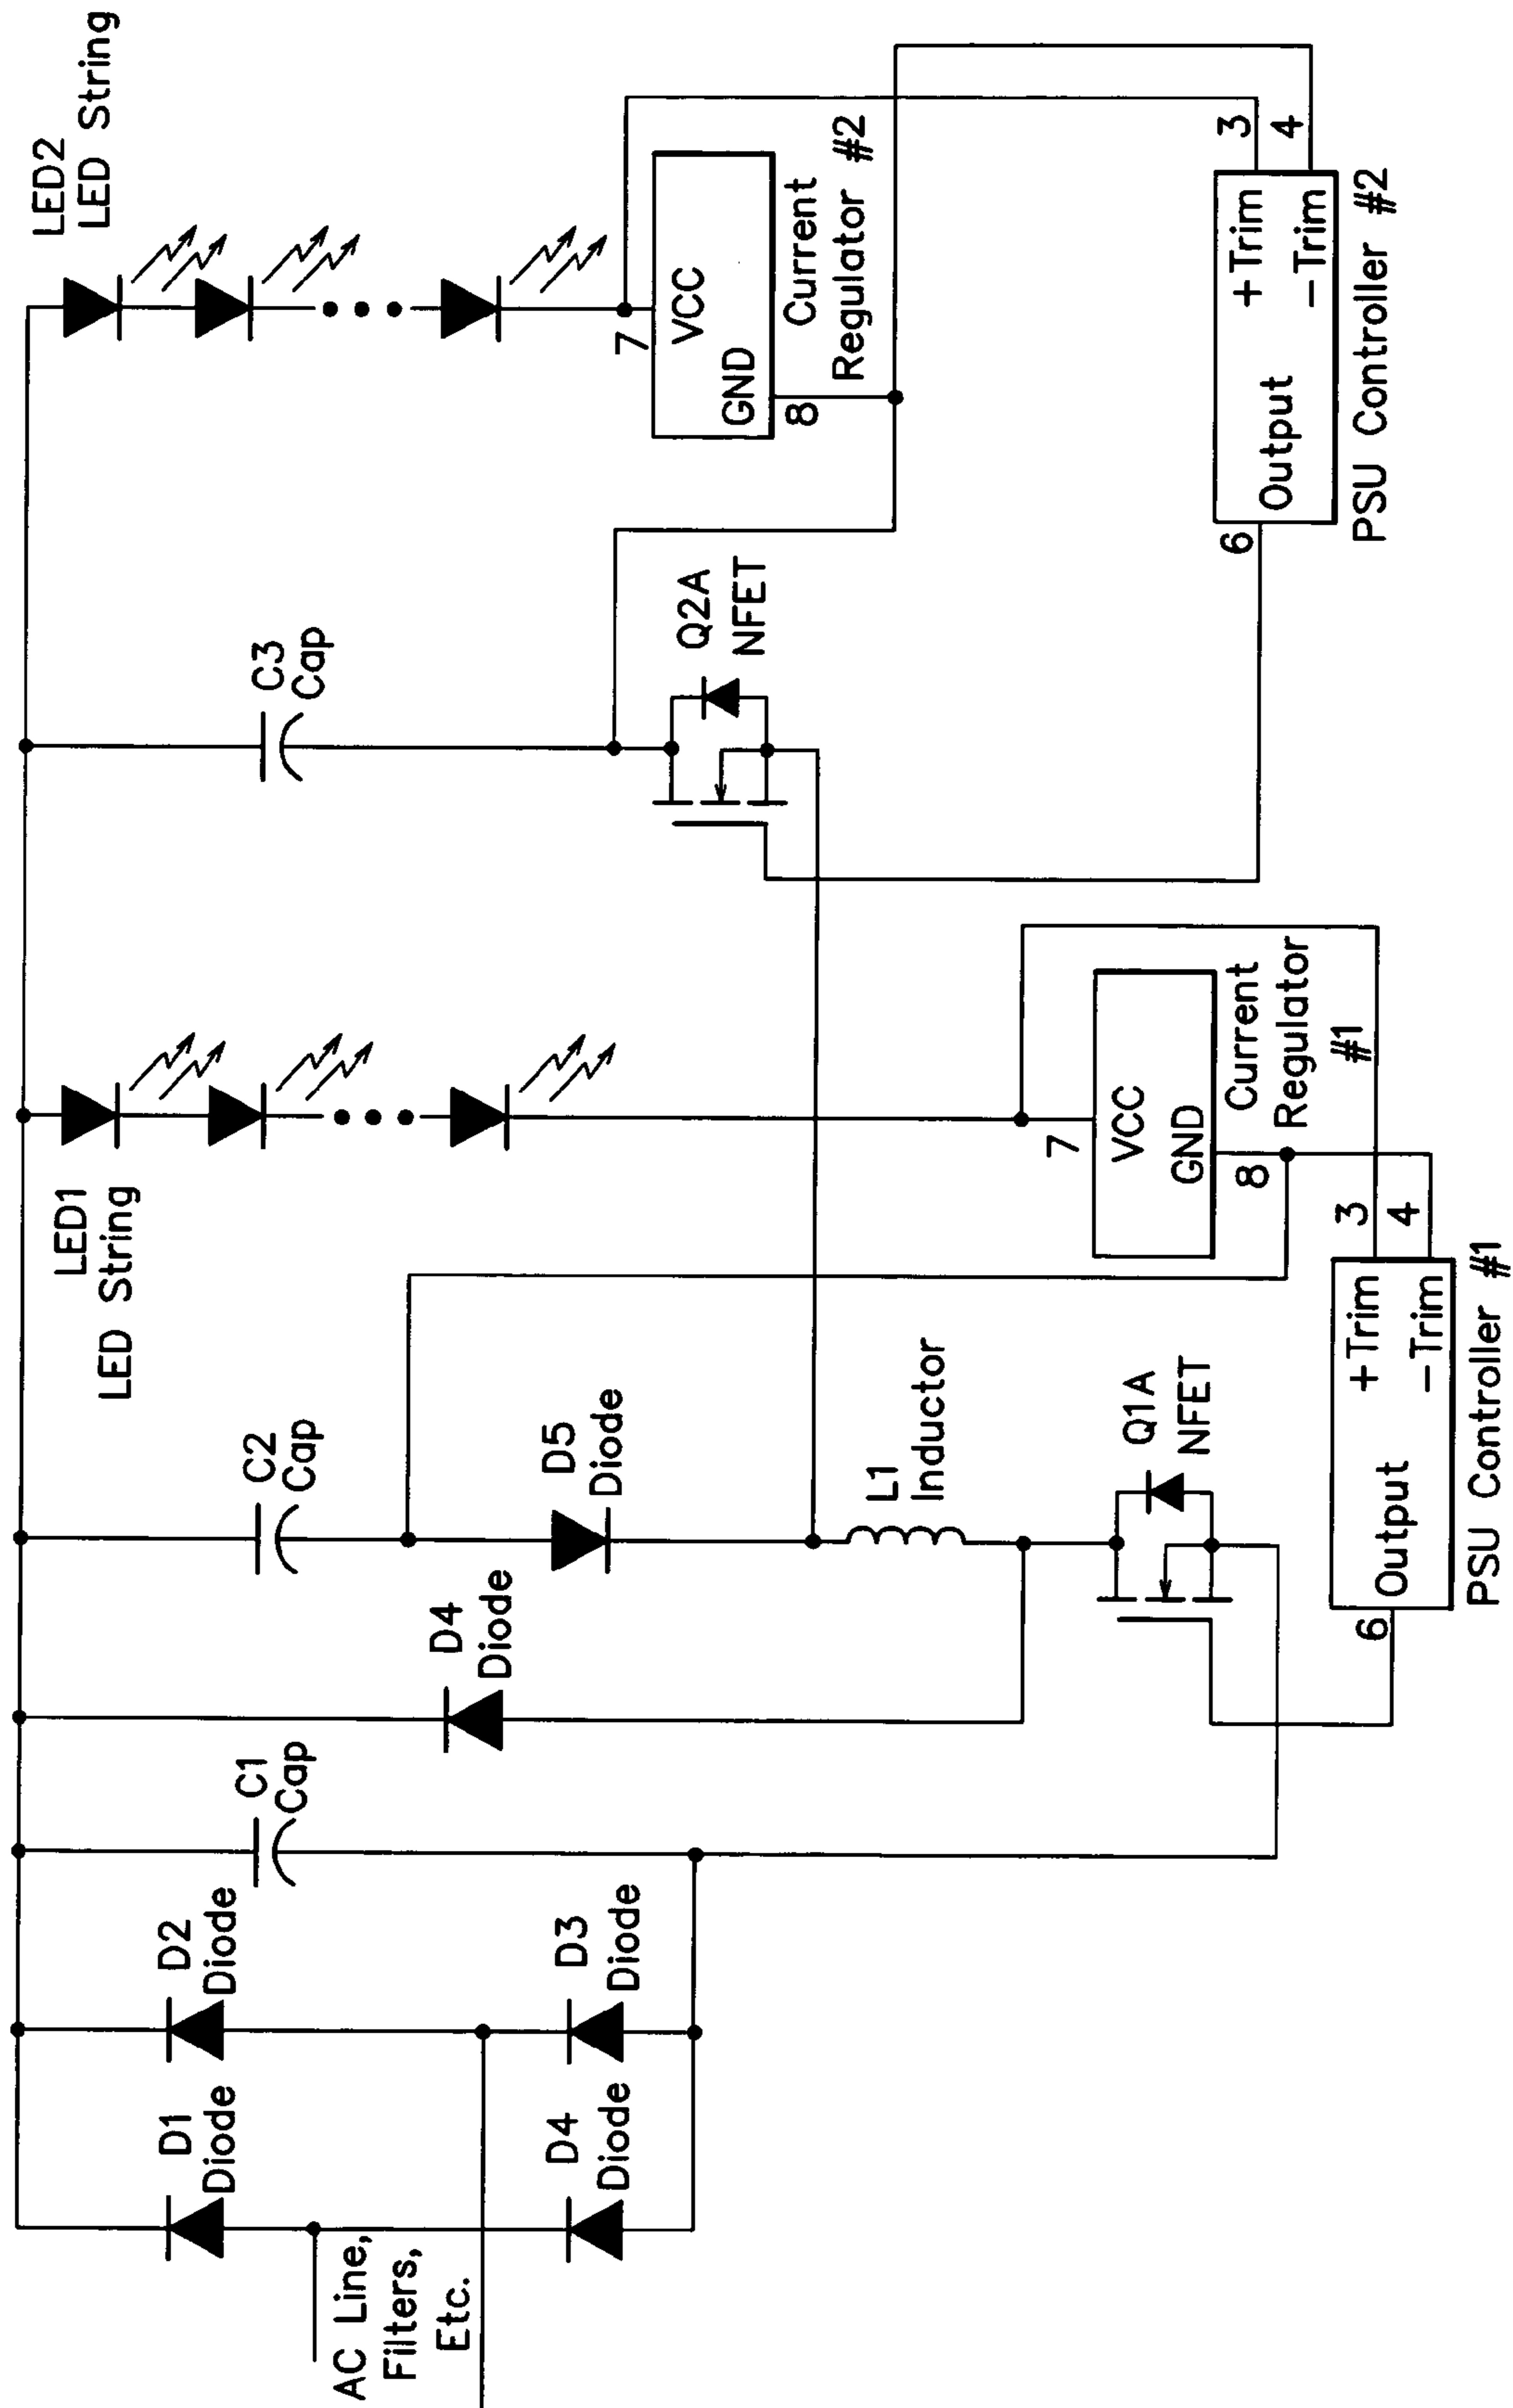 AC Line,
Filters,
Etc.
D1
Diode
D2
Diode
D4
Diode
D3
Diode
C1
Cap
D4
Diode
C2
Cap
D5
Diode
L1
Inductor
Q1A
NFET
LED1
LED String
7
VCC
GND
8
Current
Regulator
#1
6
Output
+Trim
-Trim
3
4
PSU Controller #1
C3
Cap
Q2A
NFET
LED2
LED String
7
VCC
GND
8
Current
Regulator #2
6
Output
+Trim
-Trim
3
4
PSU Controller #2